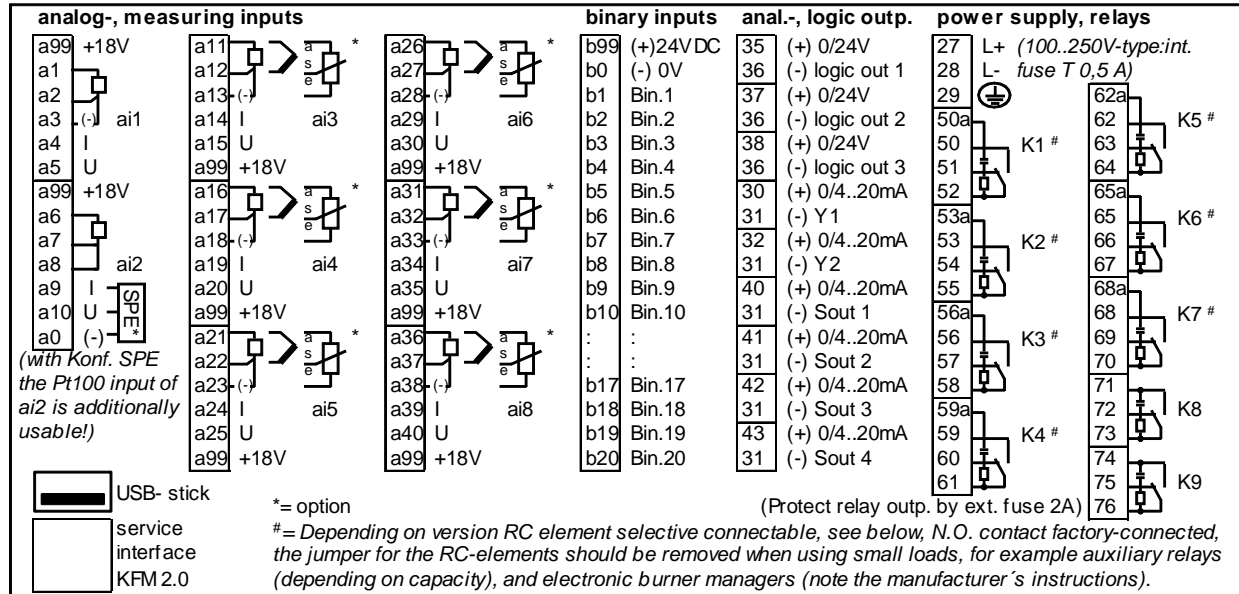 analog-, measuring inputs binary inputs anal.-, logic outp. power supply, relays
a99 +18V a11 a s e * a26 a s e * b99 (+)24VDC 35 (+) 0/24V 27 L+ (100..250V-type:int.
a1 a12 a27 b0 (-) 0V 36 (-) logic out 1 28 L- fuse T 0,5 A)
a2 a13 (-) a28 (-) b1 Bin.1 37 (+) 0/24V 29 62a
a3 (-) ai1 a14 I ai3 a29 I ai6 b2 Bin.2 36 (-) logic out 2 50a 62 K5 #
a4 I a15 U a30 U b3 Bin.3 38 (+) 0/24V 50 K1 # 63
a5 U a99 +18V a99 +18V b4 Bin.4 36 (-) logic out 3 51 64
a99 +18V a16 a s e * a31 a s e * b5 Bin.5 30 (+) 0/4..20mA 52 65a
a6 a17 a32 b6 Bin.6 31 (-) Y1 53a 65 K6 #
a7 a18 (-) a33 (-) b7 Bin.7 32 (+) 0/4..20mA 53 K2 # 66
a8 ai2 a19 I ai4 a34 I ai7 b8 Bin.8 31 (-) Y2 54 67
a9 I a20 U a35 U b9 Bin.9 40 (+) 0/4..20mA 55 68a
a10 U SPE* a99 +18V a99 +18V b10 Bin.10 31 (-) Sout 1 56a 68 K7 #
a0 (-) a21 a s e * a36 a s e * : : 41 (+) 0/4..20mA 56 K3 # 69
(with Konf. SPE a22 a37 : : 31 (-) Sout 2 57 70
the Pt100 input of a23 (-) a38 (-) b17 Bin.17 42 (+) 0/4..20mA 58 71
ai2 is additionally a24 I ai5 a39 I ai8 b18 Bin.18 31 (-) Sout 3 59a 72 K8
usable!) a25 U a40 U b19 Bin.19 43 (+) 0/4..20mA 59 K4 # 73
a99 +18V a99 +18V b20 Bin.20 31 (-) Sout 4 60 74
61 75 K9
USB- stick *= option (Protect relay outp. by ext. fuse 2A) 76
service #= Depending on version RC element selective connectable, see below, N.O. contact factory-connected,
interface the jumper for the RC-elements should be removed when using small loads, for example auxiliary relays
KFM 2.0 (depending on capacity), and electronic burner managers (note the manufacturer´s instructions).